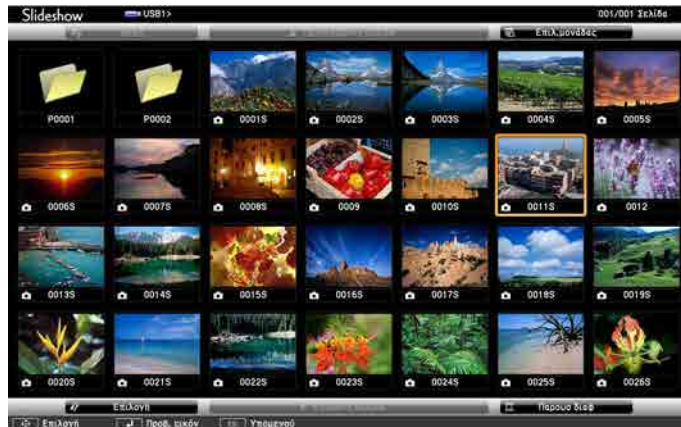 Slideshow USB1> 001/001 Σελίδα
Επιλ.μονάδας
P0001 P0002 0001S 0002S 0003S 0004S 0005S
0006S 0007S 0008S 0009 0010S 0011S 0012
0013S 0014S 0015S 0016S 0017S 0018S 0019S
0020S 0021S 0022S 0023S 0024S 0025S 0026S
Επιλογή Παρουσ διαφ
Επιλογή Προβ. εικόν Esc Υπομενού